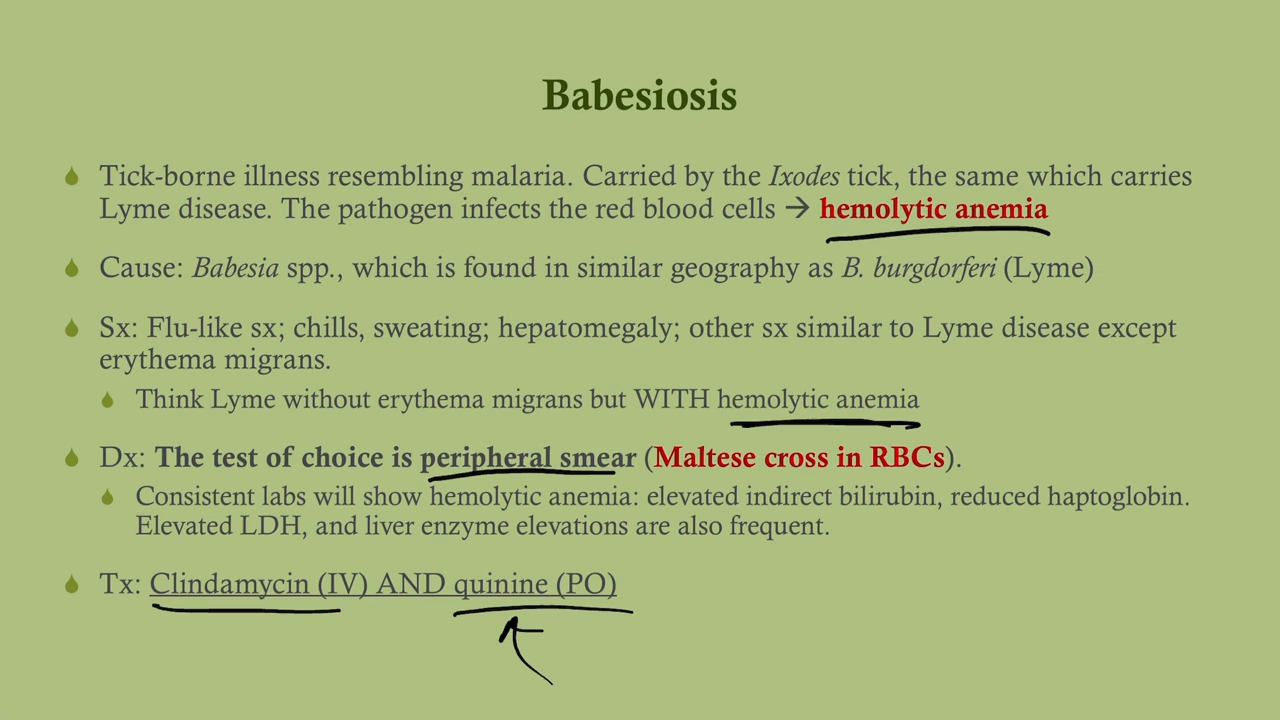 Babesiosis
Tick-borne illness resembling malaria. Carried by the Ixodes tick, the same which carries
Lyme disease. The pathogen infects the red blood cells → hemolytic anemia
Cause: Babesia spp., which is found in similar geography as B. burgdorferi (Lyme)
Sx: Flu-like sx; chills, sweating; hepatomegaly; other sx similar to Lyme disease except
erythema migrans.
Think Lyme without erythema migrans but WITH hemolytic anemia
Dx: The test of choice is peripheral smear (Maltese cross in RBCs).
Consistent labs will show hemolytic anemia: elevated indirect bilirubin, reduced haptoglobin.
Elevated LDH, and liver enzyme elevations are also frequent.
Tx: Clindamycin (IV) AND quinine (PO)